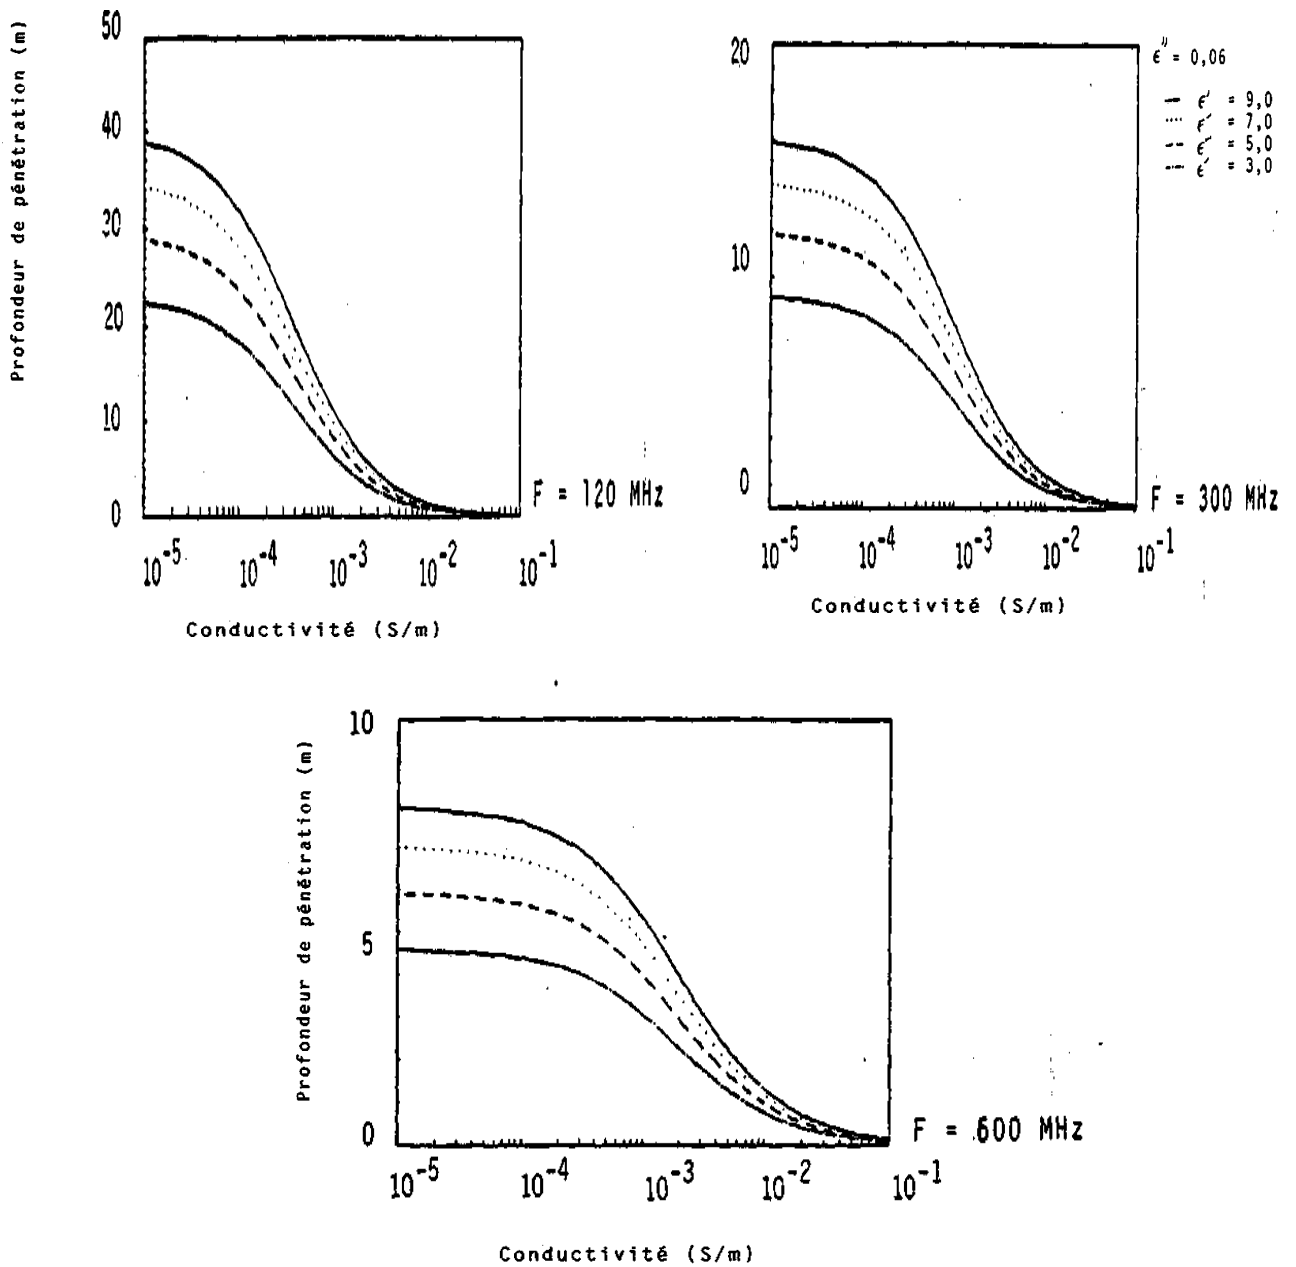 Profondeur de pénétration (m)
50
40
30
20
10
0
10-5
10-4
10-3
10-2
10-1
F = 120 MHz
Conductivité (S/m)
20
10
0
10-5
10-4
10-3
10-2
10-1
F = 300 MHz
Conductivité (S/m)
ϵ" = 0,06
ϵ' = 9,0
ϵ' = 7,0
ϵ' = 5,0
ϵ' = 3,0
Profondeur de pénétration (m)
10
5
0
10-5
10-4
10-3
10-2
10-1
F = 600 MHz
Conductivité (S/m)